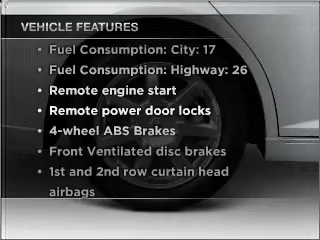 VEHICLE FEATURES
• Fuel Consumption: City: 17
• Fuel Consumption: Highway: 26
• Remote engine start
• Remote power door locks
• 4-wheel ABS Brakes
• Front Ventilated disc brakes
• 1st and 2nd row curtain head
airbags